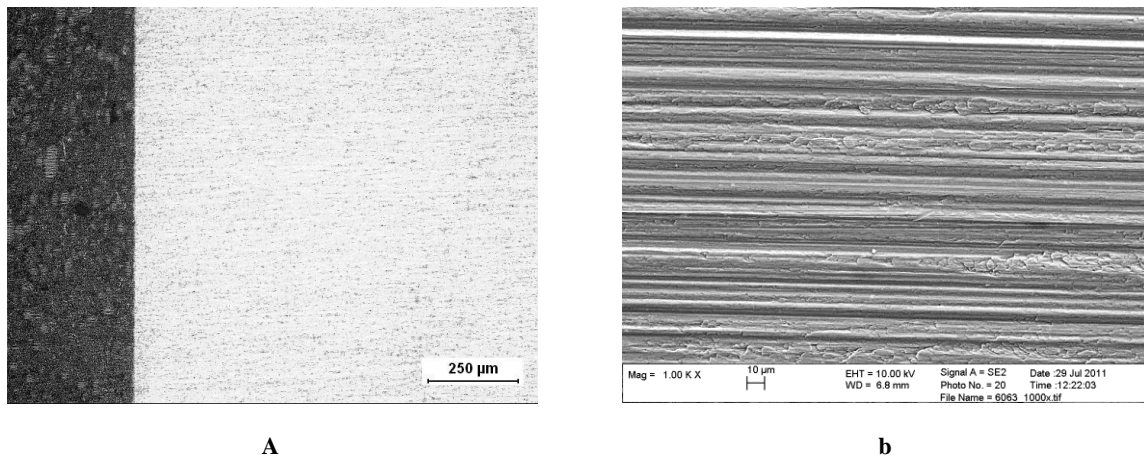 250 µm
Mag = 1.00 K X
10 µm
EHT = 10.00 kV
WD = 6.8 mm
Signal A = SE2
Photo No. = 20
File Name = 6063_1000x.tif
Date :29 Jul 2011
Time :12:22:03
A
b